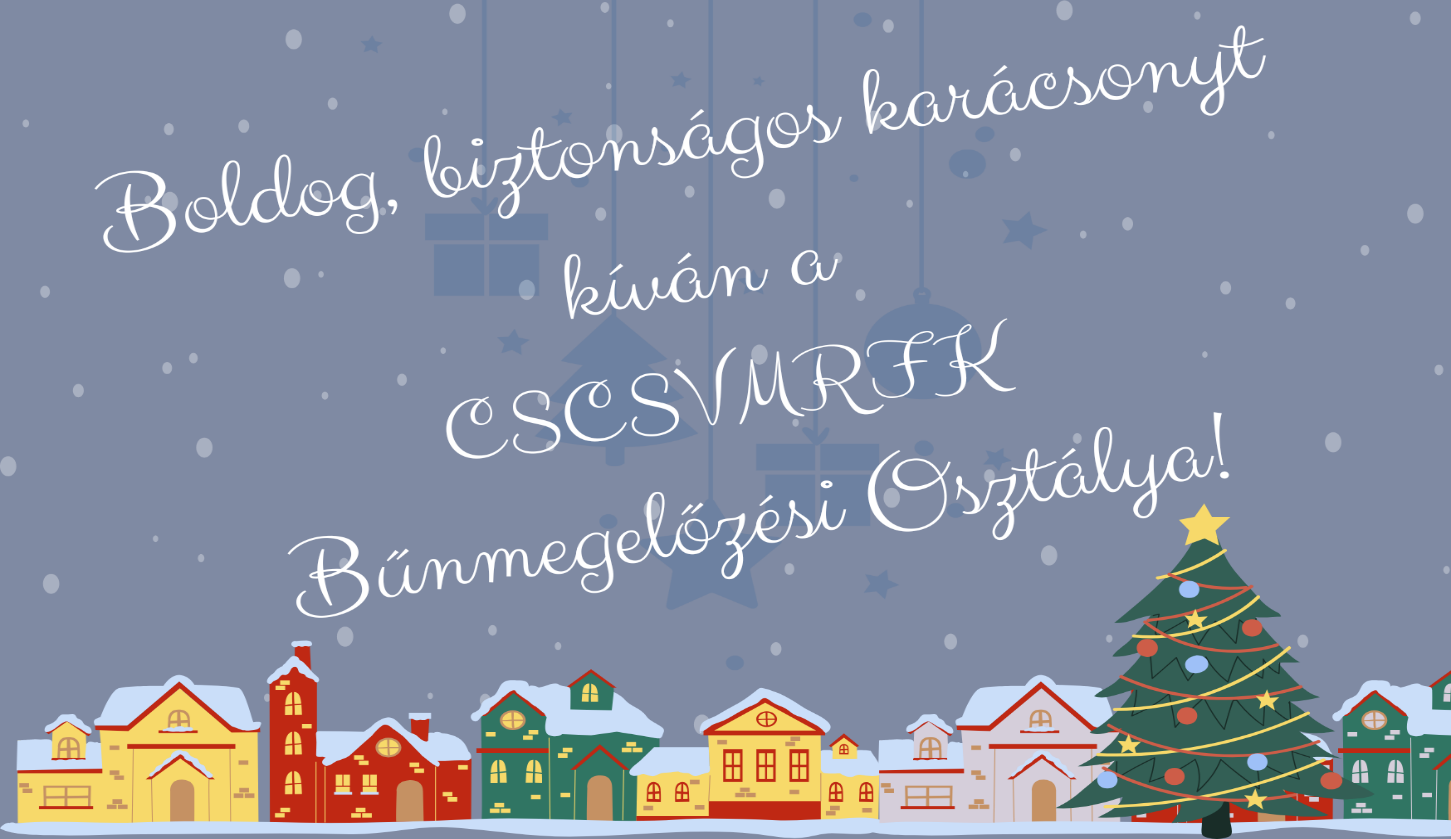 Boldog, biztonságos karácsonyt
kíván a
CSCSVMRFK
Bűnmegelőzési Osztálya!